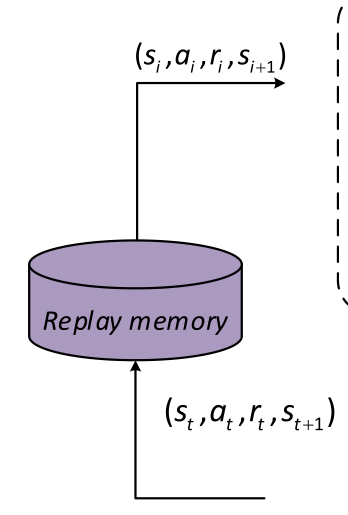 (s_i,a_i,r_i,s_{i+1})
Replay memory
(s_t,a_t,r_t,s_{t+1})